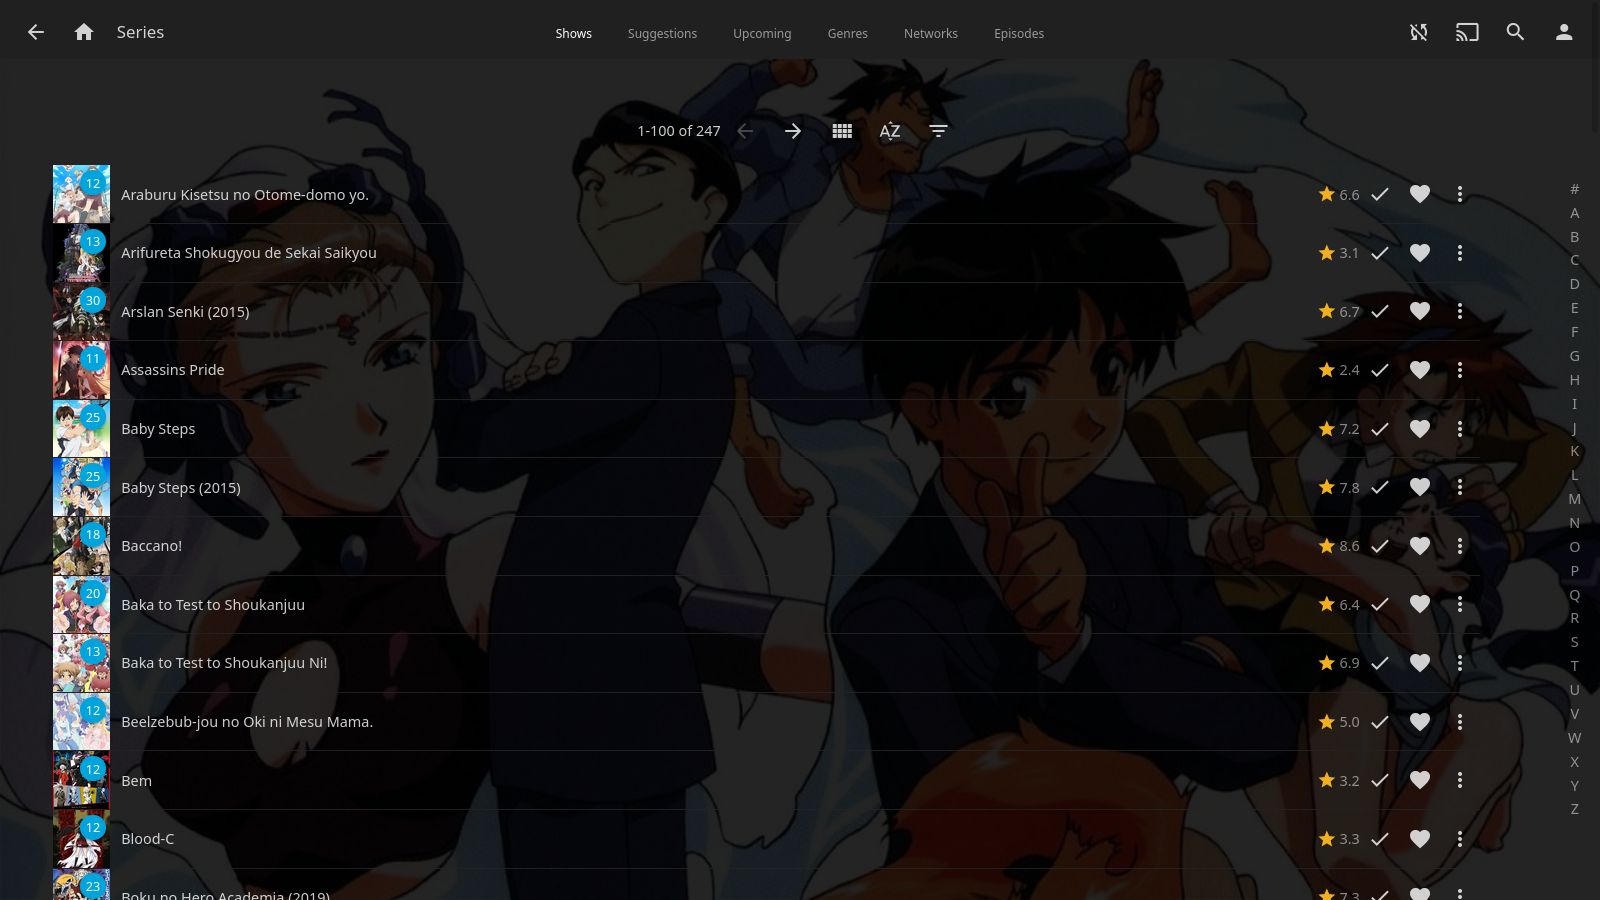 Series
Shows Suggestions Upcoming Genres Networks Episodes
1-100 of 247
AZ
12 Araburu Kisetsu no Otome-domo yo. 6.6
13 Arifureta Shokugyou de Sekai Saikyou 3.1
30 Arslan Senki (2015) 6.7
11 Assassins Pride 2.4
25 Baby Steps 7.2
25 Baby Steps (2015) 7.8
18 Baccano! 8.6
20 Baka to Test to Shoukanjuu 6.4
13 Baka to Test to Shoukanjuu Ni! 6.9
12 Beelzebub-jou no Oki ni Mesu Mama. 5.0
12 Bem 3.2
12 Blood-C 3.3
23 Boku no Hero Academia (2019) 7.3
#
A
B
C
D
E
F
G
H
I
J
K
L
M
N
O
P
Q
R
S
T
U
V
W
X
Y
Z